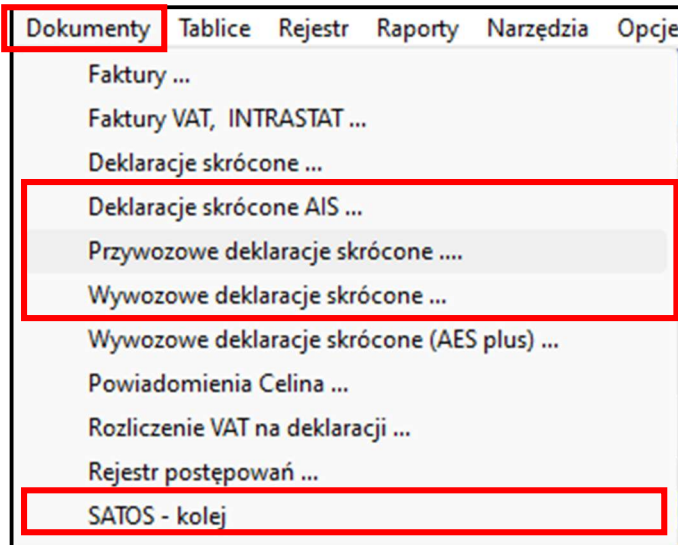 Dokumenty Tablice Rejestr Raporty Narzędzia Opcje
Faktury ...
Faktury VAT, INTRASTAT ...
Deklaracje skrócone ...
Deklaracje skrócone AIS ...
Przywozowe deklaracje skrócone ....
Wywozowe deklaracje skrócone ...
Wywozowe deklaracje skrócone (AES plus) ...
Powiadomienia Celina ...
Rozliczenie VAT na deklaracji ...
Rejestr postępowań ...
SATOS - kolej